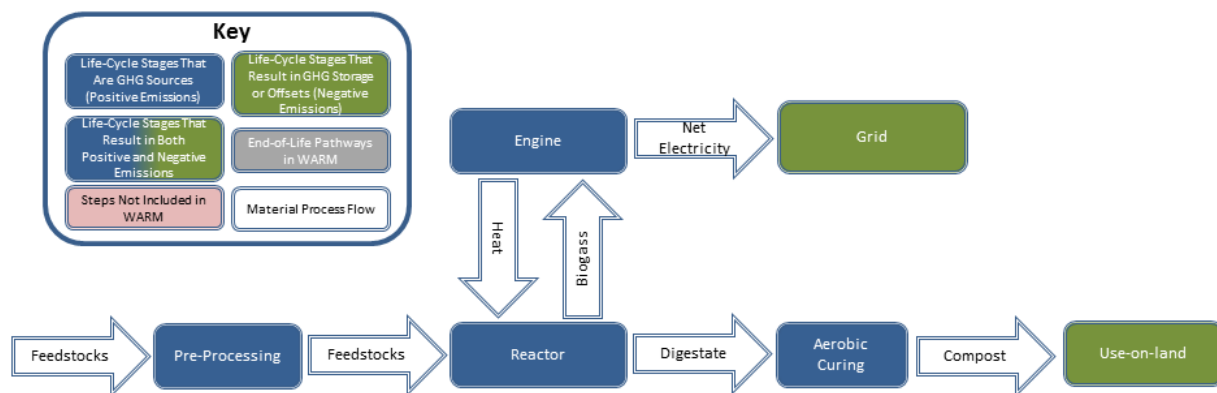 Key
Life-Cycle Stages That
Are GHG Sources
(Positive Emissions)
Life-Cycle Stages That
Result in GHG Storage
or Offsets (Negative
Emissions)
Life-Cycle Stages That
Result in Both
Positive and Negative
Emissions
End-of-Life Pathways
in WARM
Steps Not Included in
WARM
Material Process Flow
Engine
Net
Electricity
Grid
Heat
Biogass
Feedstocks
Pre-Processing
Feedstocks
Reactor
Digestate
Aerobic
Curing
Compost
Use-on-land